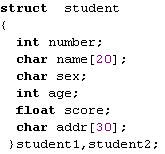 struct student
{
int number;
char name[20];
char sex;
int age;
float score;
char addr[30];
}student1,student2;